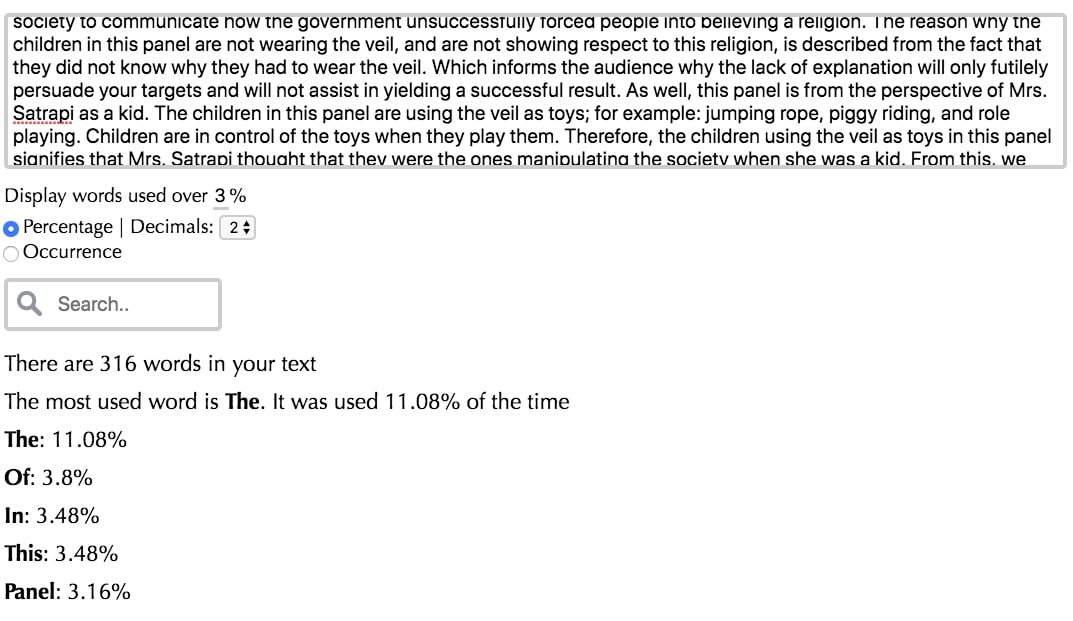 society to communicate how the government unsuccessfully forced people into believing a religion. The reason why the
children in this panel are not wearing the veil, and are not showing respect to this religion, is described from the fact that
they did not know why they had to wear the veil. Which informs the audience why the lack of explanation will only futilely
persuade your targets and will not assist in yielding a successful result. As well, this panel is from the perspective of Mrs.
Satrapi as a kid. The children in this panel are using the veil as toys; for example: jumping rope, piggy riding, and role
playing. Children are in control of the toys when they play them. Therefore, the children using the veil as toys in this panel
signifies that Mrs. Satrapi thought that they were the ones manipulating the society when she was a kid. From this, we
Display words used over 3 %
Percentage | Decimals: 2
Occurrence
Search..
There are 316 words in your text
The most used word is The. It was used 11.08% of the time
The: 11.08%
Of: 3.8%
In: 3.48%
This: 3.48%
Panel: 3.16%